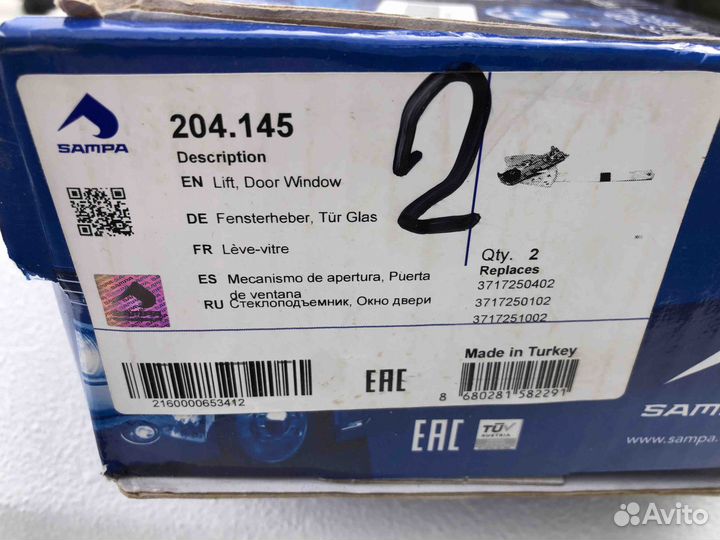 SAMPA
204.145
Description
EN Lift, Door Window
DE Fensterheber, Tür Glas
FR Lève-vitre
ES Mecanismo de apertura, Puerta
de ventana
RU Стеклоподъемник, Окно двери
2
Qty. 2
Replaces
3717250402
3717250102
3717251002
Made in Turkey
2160000653412
EAC
8 680281 582291
EAC
TÜV
AUSTRIA
SAMPA
www.sampa.
Avito